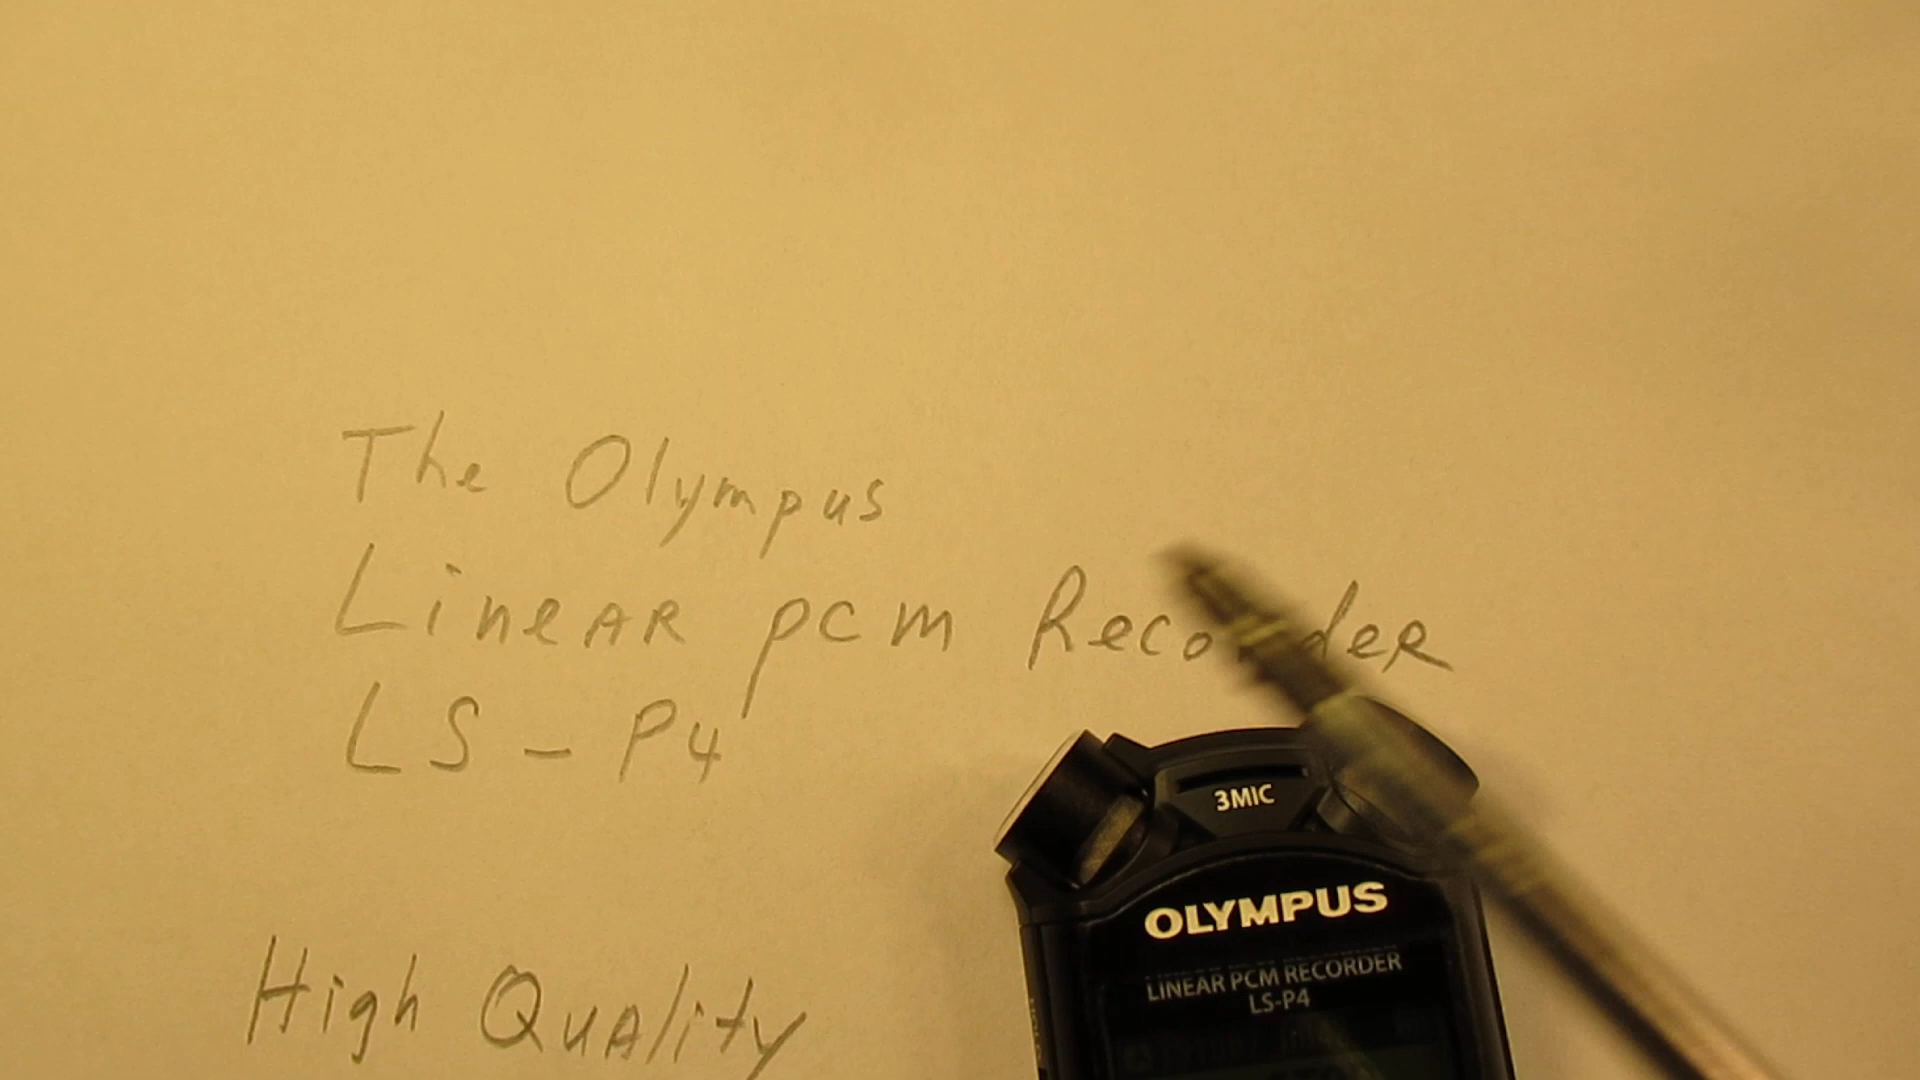 The Olympus
LineAR pcm Recorder
LS - P4
High QuAlity
3MIC
OLYMPUS
LINEAR PCM RECORDER
LS-P4